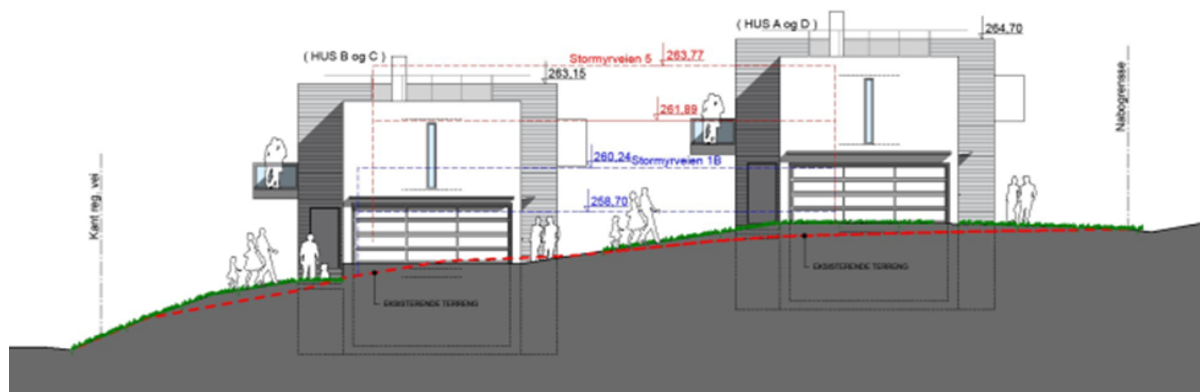 ( HUS B og C )
Stormyrveien 5
263,77
263,15
( HUS A og D )
264,70
261,89
260,24
Stormyrveien 1B
258,70
Kant reg. vei
Nabogrensse
EKSISTERENDE TERRENG
EKSISTERENDE TERRENG